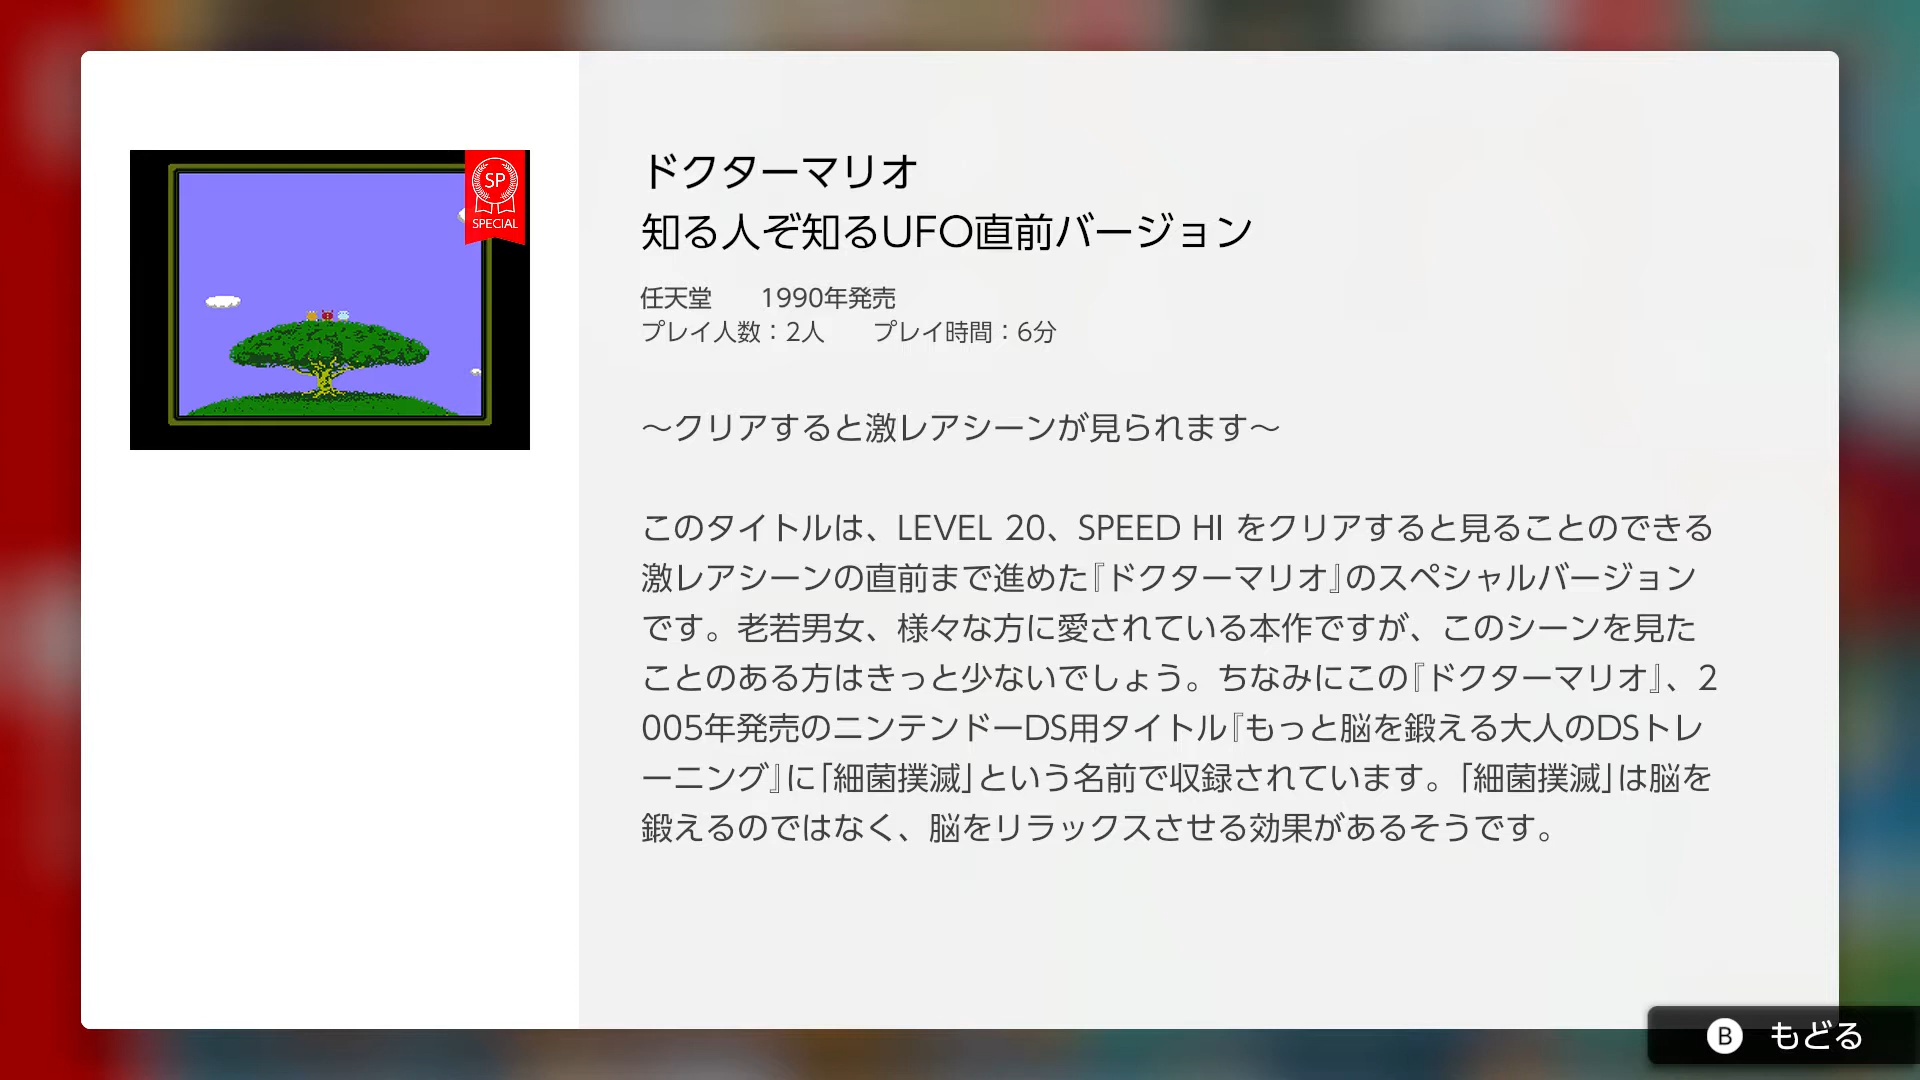 SP
SPECIAL
ドクターマリオ
知る人ぞ知るUFO直前バージョン
任天堂　　1990年発売
プレイ人数：2人　　プレイ時間：6分
～クリアすると激レアシーンが見られます～
このタイトルは、LEVEL 20、SPEED HI をクリアすると見ることのできる
激レアシーンの直前まで進めた『ドクターマリオ』のスペシャルバージョン
です。老若男女、様々な方に愛されている本作ですが、このシーンを見た
ことのある方はきっと少ないでしょう。ちなみにこの『ドクターマリオ』、2
005年発売のニンテンドーDS用タイトル『もっと脳を鍛える大人のDSトレ
ーニング』に「細菌撲滅」という名前で収録されています。「細菌撲滅」は脳を
鍛えるのではなく、脳をリラックスさせる効果があるそうです。
B もどる